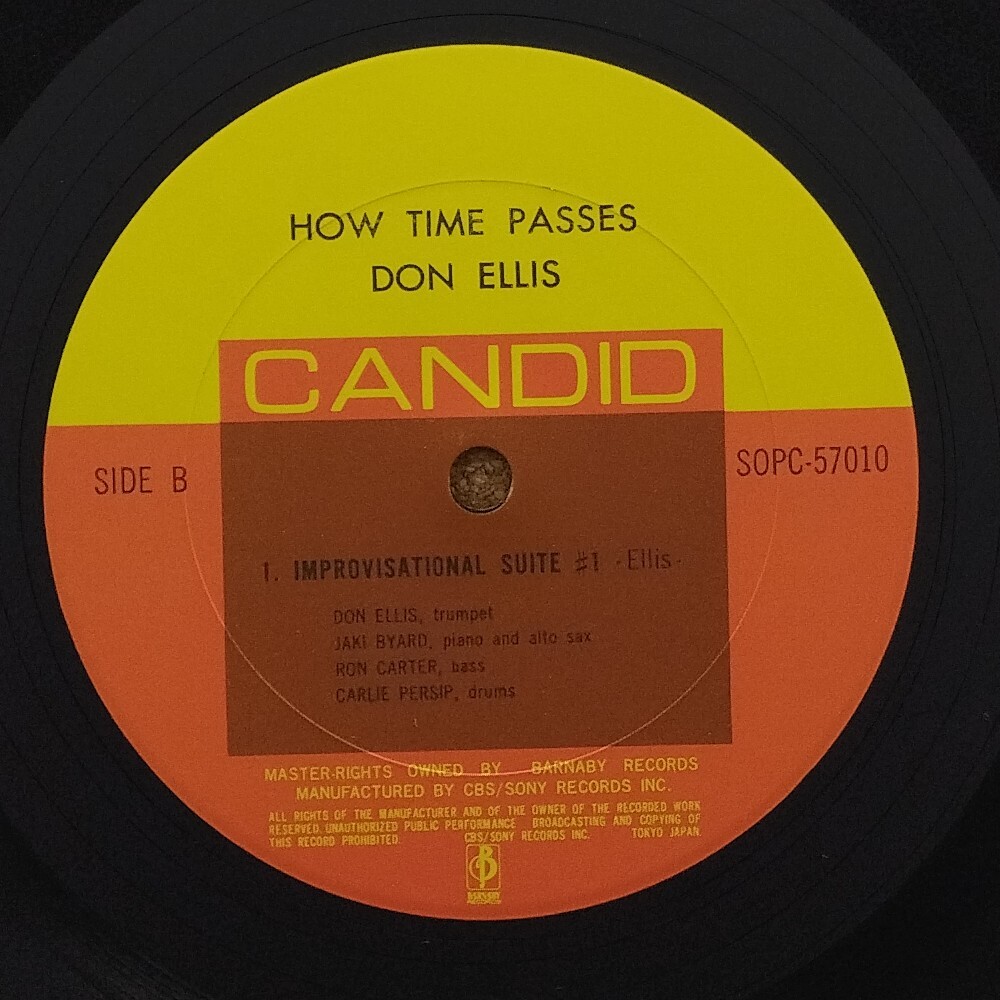 HOW TIME PASSES
DON ELLIS
CANDID
SIDE B
SOPC-57010
1. IMPROVISATIONAL SUITE #1 -Ellis-
DON ELLIS, trumpet
JAKI BYARD, piano and alto sax
RON CARTER, bass
CARLIE PERSIP, drums
MASTER-RIGHTS OWNED BY BARNABY RECORDS
MANUFACTURED BY CBS/SONY RECORDS INC.
ALL RIGHTS OF THE MANUFACTURER AND OF THE OWNER OF THE RECORDED WORK
RESERVED. UNAUTHORIZED PUBLIC PERFORMANCE BROADCASTING AND COPYING OF
THIS RECORD PROHIBITED. CBS/SONY RECORDS INC. TOKYO JAPAN.
B
BARNABY
RECORDS